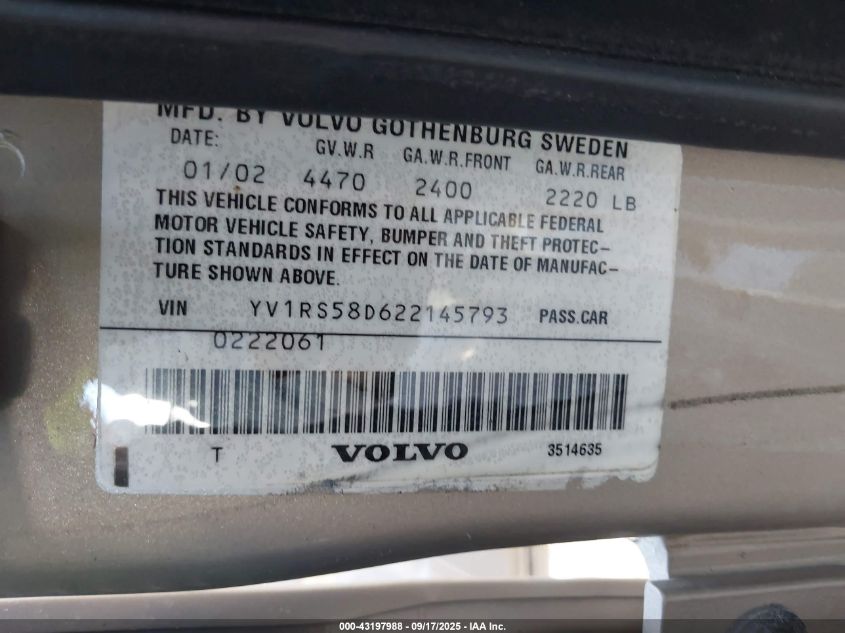 MFD. BY VOLVO GOTHENBURG SWEDEN
DATE: GV.W.R GA.W.R.FRONT GA.W.R.REAR
01/02 4470 2400 2220 LB
THIS VEHICLE CONFORMS TO ALL APPLICABLE FEDERAL
MOTOR VEHICLE SAFETY, BUMPER AND THEFT PROTEC-
TION STANDARDS IN EFFECT ON THE DATE OF MANUFAC-
TURE SHOWN ABOVE.
VIN YV1RS58D622145793 PASS.CAR
0222061
T VOLVO 3514635
000-43197988 - 09/17/2025 - IAA Inc.